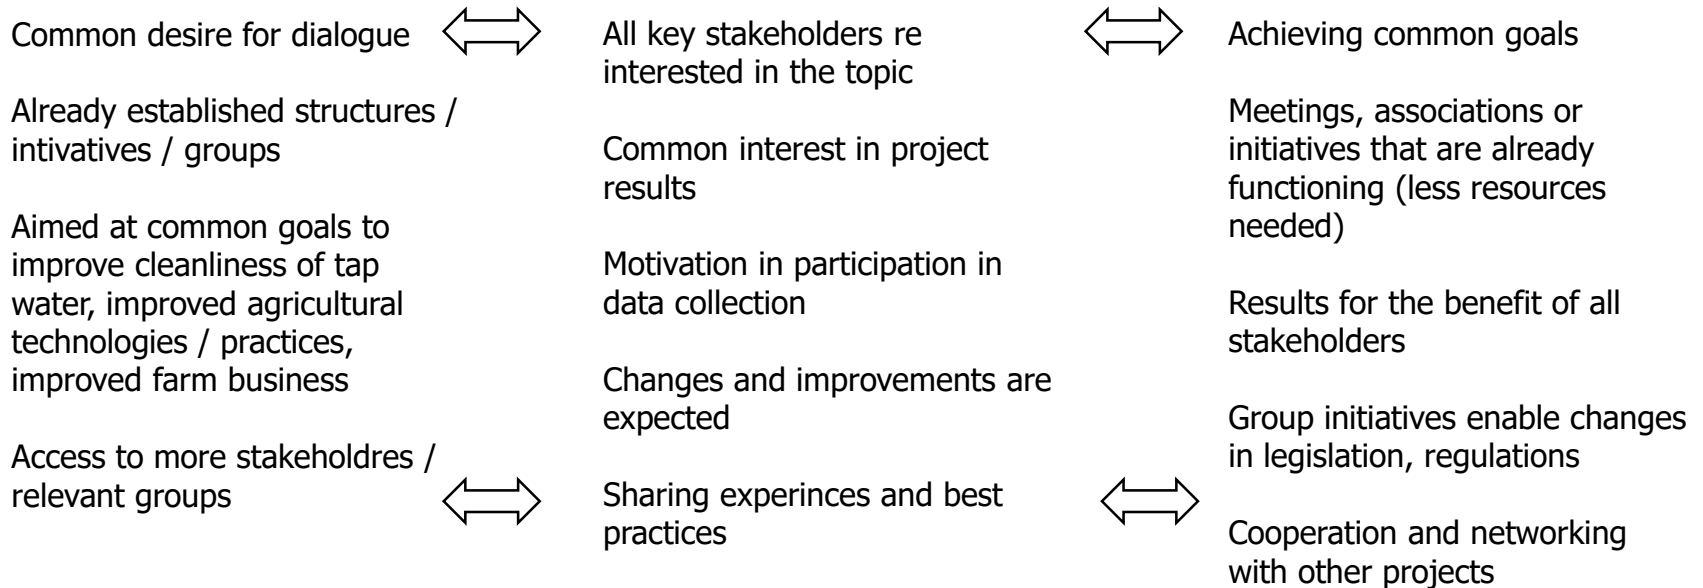 Common desire for dialogue
Already established structures /
intivatives / groups
Aimed at common goals to
improve cleanliness of tap
water, improved agricultural
technologies / practices,
improved farm business
Access to more stakeholdres /
relevant groups
All key stakeholders re
interested in the topic
Common interest in project
results
Motivation in participation in
data collection
Changes and improvements are
expected
Sharing experinces and best
practices
Achieving common goals
Meetings, associations or
initiatives that are already
functioning (less resources
needed)
Results for the benefit of all
stakeholders
Group initiatives enable changes
in legislation, regulations
Cooperation and networking
with other projects